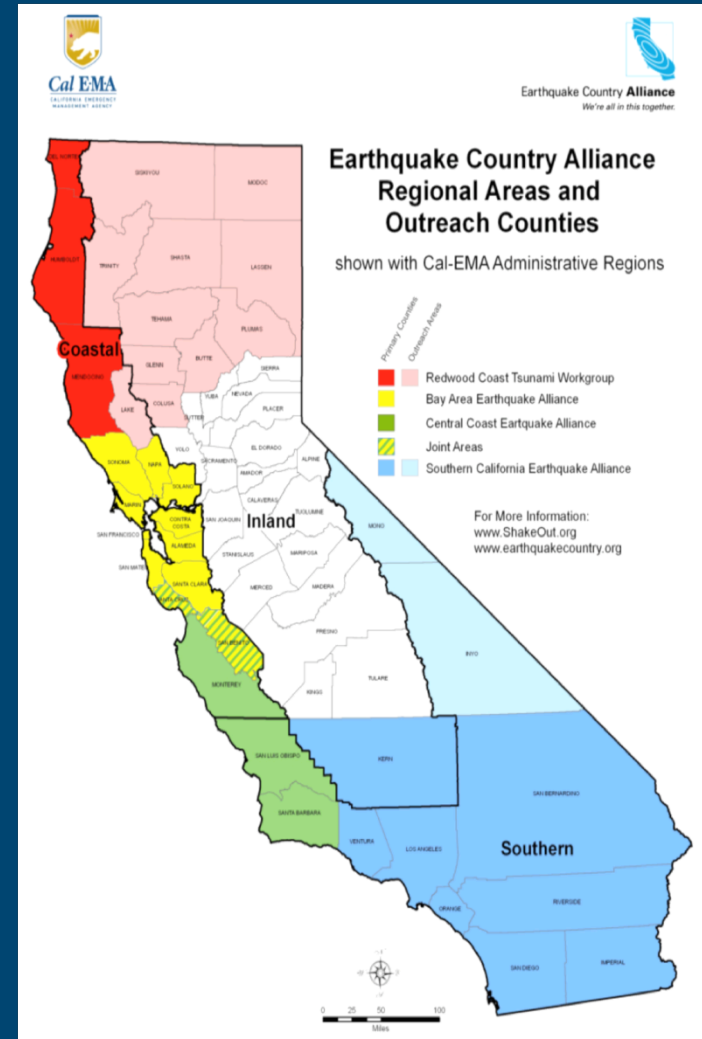 Cal EMA
CALIFORNIA EMERGENCY
MANAGEMENT AGENCY
Earthquake Country Alliance
We're all in this together.
Earthquake Country Alliance
Regional Areas and
Outreach Counties
shown with Cal-EMA Administrative Regions
Primary Counties
Outreach Areas
Redwood Coast Tsunami Workgroup
Bay Area Earthquake Alliance
Central Coast Eartquake Alliance
Joint Areas
Southern California Earthquake Alliance
For More Information:
www.ShakeOut.org
www.earthquakecountry.org
EL NORTE
SISKIYOU
MODOC
HUMBOLDT
TRINITY
SHASTA
LASSEN
TEHAMA
PLUMAS
Coastal
MENDOCINO
GLENN
BUTTE
SIERRA
LAKE
COLUSA
YUBA
NEVADA
SUTTER
PLACER
SONOMA
NAPA
YOLO
EL DORADO
SACRAMENTO
ALPINE
AMADOR
SOLANO
MARIN
CALAVERAS
TUOLUMNE
CONTRA
COSTA
SAN JOAQUIN
Inland
MONO
SAN FRANCISCO
ALAMEDA
STANISLAUS
MARIPOSA
SAN MATEO
SANTA CLARA
MERCED
MADERA
SANTA CRUZ
FRESNO
SAN BENITO
INYO
MONTEREY
TULARE
KINGS
SAN LUIS OBISPO
KERN
SAN BERNARDINO
SANTA BARBARA
VENTURA
LOS ANGELES
Southern
ORANGE
RIVERSIDE
SAN DIEGO
IMPERIAL
0 25 50 100
Miles